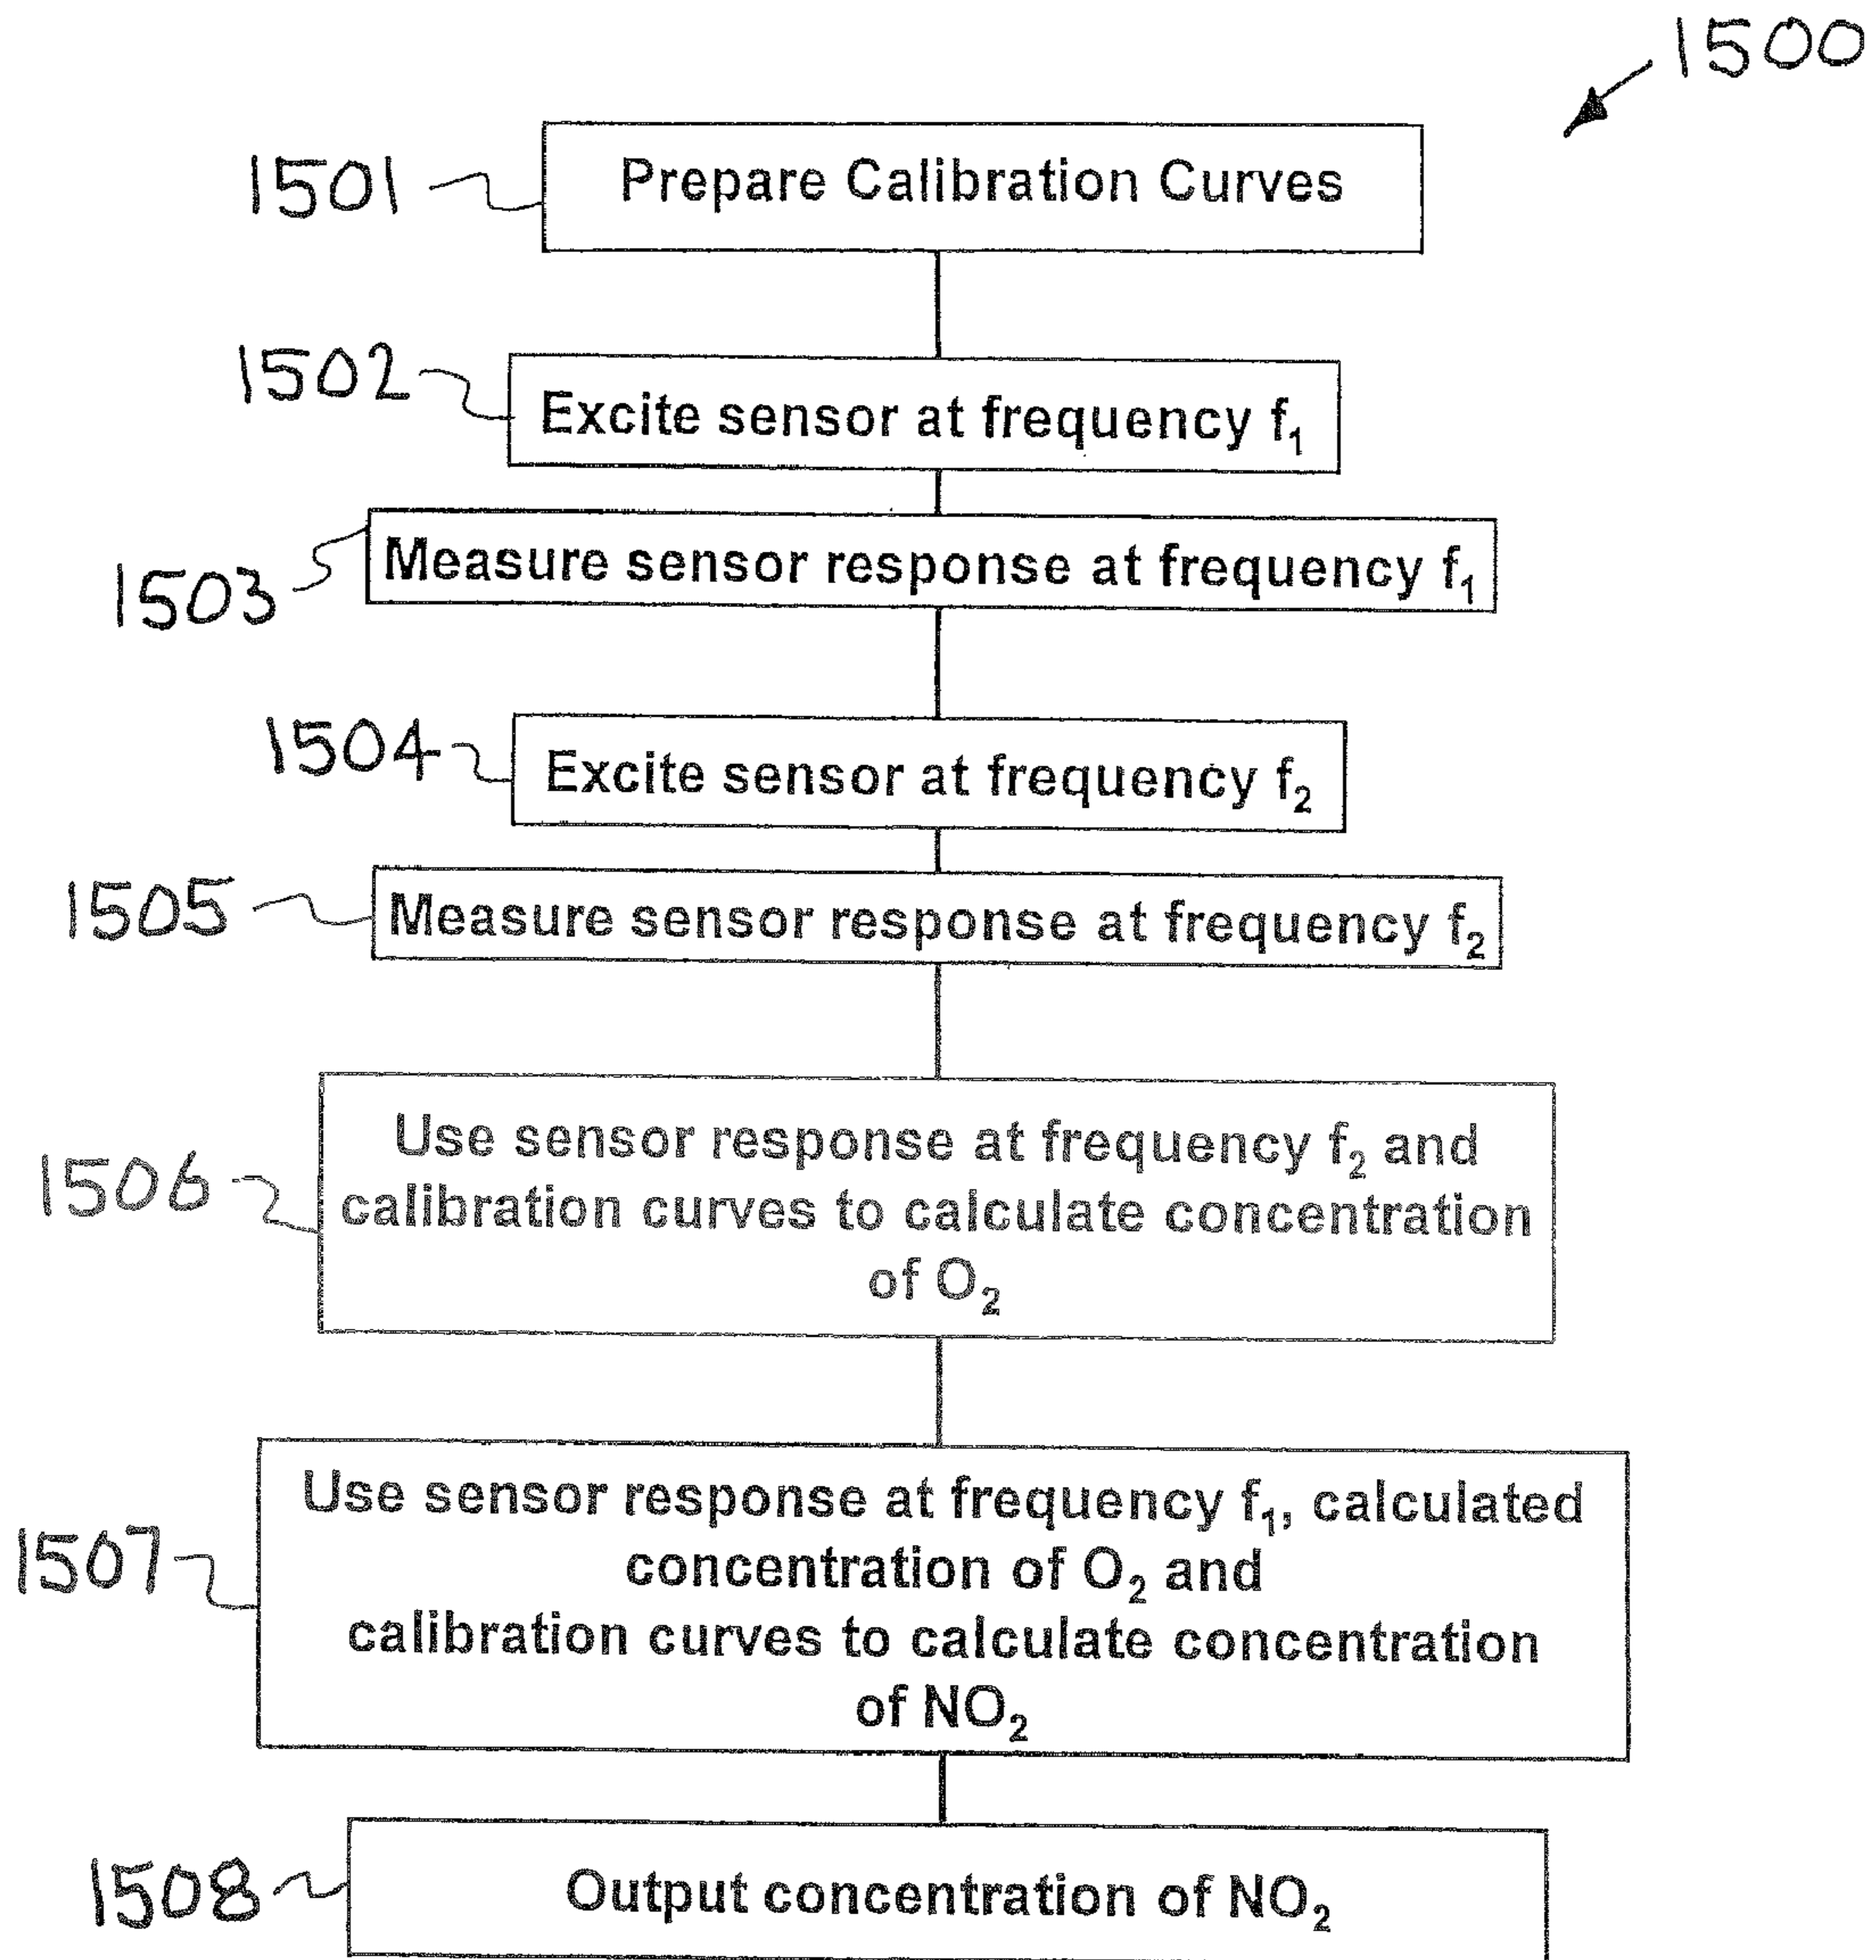 1500
1501
Prepare Calibration Curves
1502
Excite sensor at frequency f₁
1503
Measure sensor response at frequency f₁
1504
Excite sensor at frequency f₂
1505
Measure sensor response at frequency f₂
1506
Use sensor response at frequency f₂ and
calibration curves to calculate concentration
of O₂
1507
Use sensor response at frequency f₁, calculated
concentration of O₂ and
calibration curves to calculate concentration
of NO₂
1508
Output concentration of NO₂